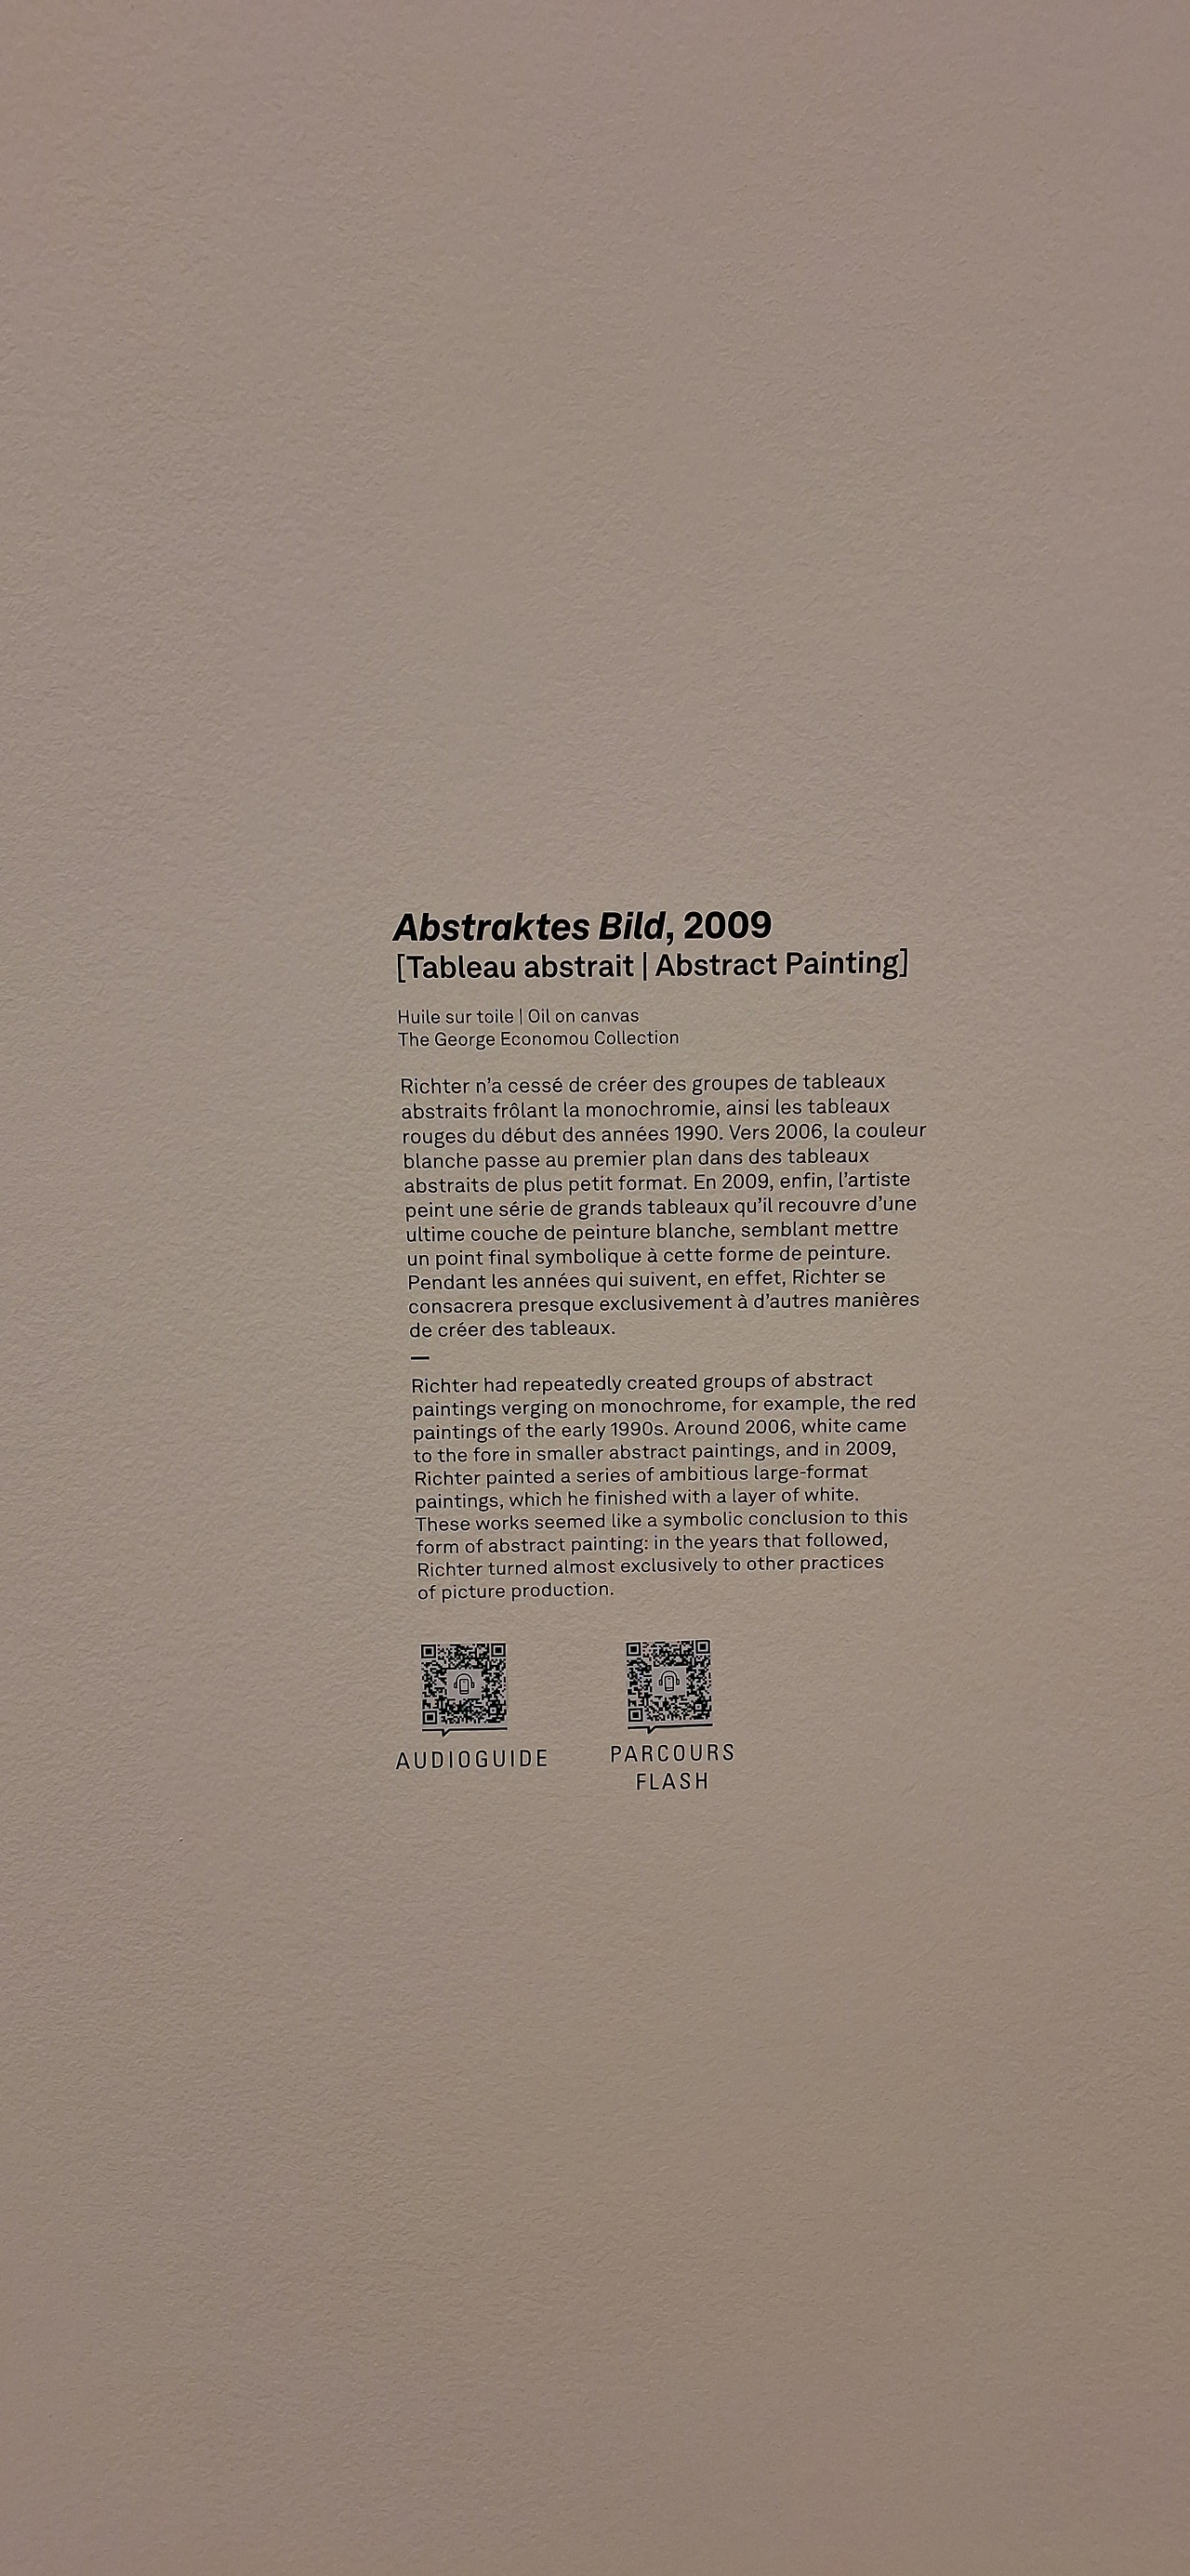 Abstraktes Bild, 2009
[Tableau abstrait | Abstract Painting]
Huile sur toile | Oil on canvas
The George Economou Collection
Richter n'a cessé de créer des groupes de tableaux
abstraits frôlant la monochromie, ainsi les tableaux
rouges du début des années 1990. Vers 2006, la couleur
blanche passe au premier plan dans des tableaux
abstraits de plus petit format. En 2009, enfin, l'artiste
peint une série de grands tableaux qu'il recouvre d'une
ultime couche de peinture blanche, semblant mettre
un point final symbolique à cette forme de peinture.
Pendant les années qui suivent, en effet, Richter se
consacrera presque exclusivement à d'autres manières
de créer des tableaux.
—
Richter had repeatedly created groups of abstract
paintings verging on monochrome, for example, the red
paintings of the early 1990s. Around 2006, white came
to the fore in smaller abstract paintings, and in 2009,
Richter painted a series of ambitious large-format
paintings, which he finished with a layer of white.
These works seemed like a symbolic conclusion to this
form of abstract painting: in the years that followed,
Richter turned almost exclusively to other practices
of picture production.
AUDIOGUIDE
PARCOURS
FLASH